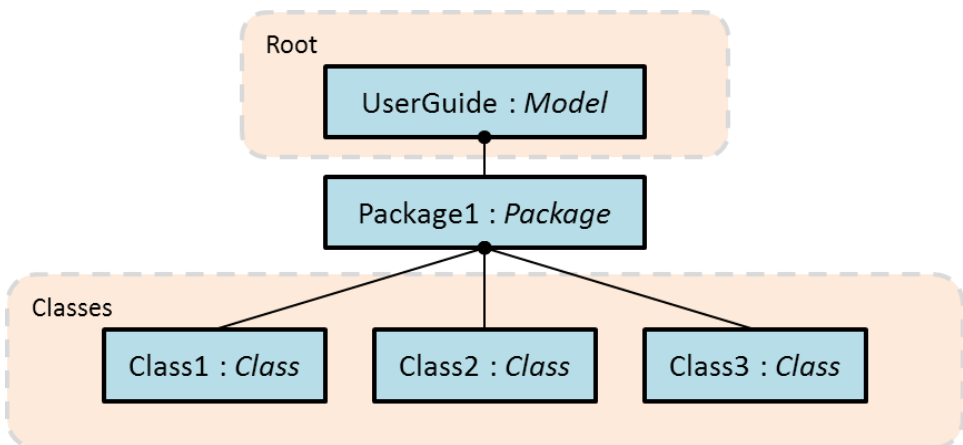 Root
UserGuide : Model
Package1 : Package
Classes
Class1 : Class
Class2 : Class
Class3 : Class